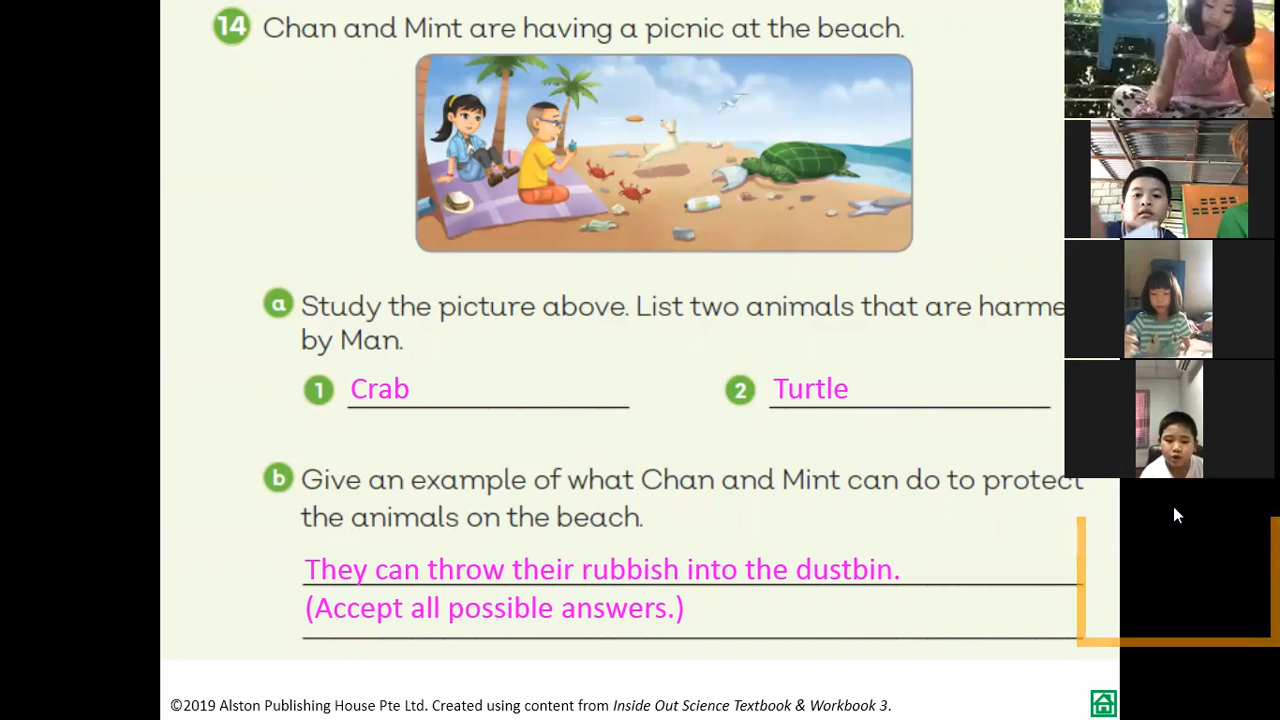 14 Chan and Mint are having a picnic at the beach.
a Study the picture above. List two animals that are harme
by Man.
1 Crab
2 Turtle
b Give an example of what Chan and Mint can do to protect
the animals on the beach.
They can throw their rubbish into the dustbin.
(Accept all possible answers.)
©2019 Alston Publishing House Pte Ltd. Created using content from Inside Out Science Textbook & Workbook 3.